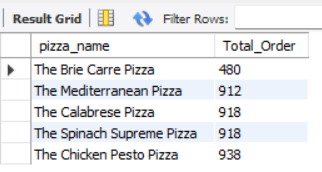 Result Grid Filter Rows:
pizza_name Total_Order
The Brie Carre Pizza 480
The Mediterranean Pizza 912
The Calabrese Pizza 918
The Spinach Supreme Pizza 918
The Chicken Pesto Pizza 938